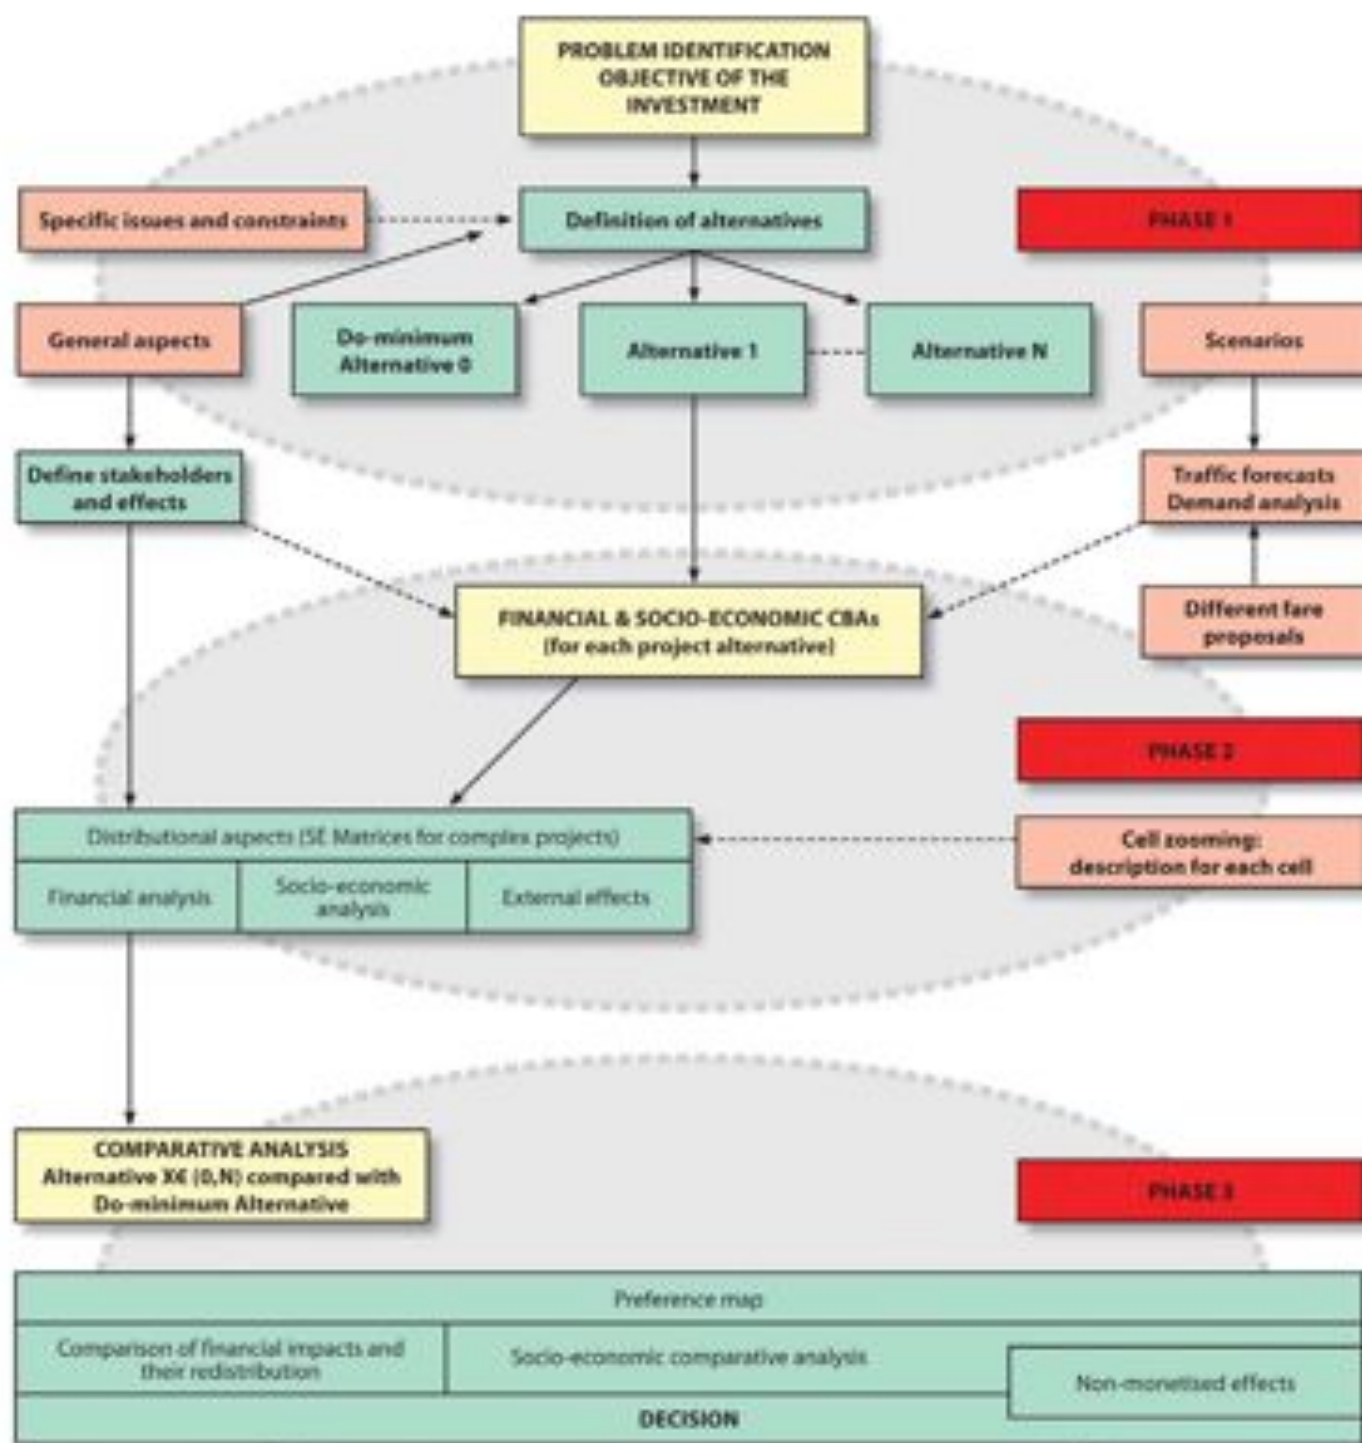 PROBLEM IDENTIFICATION
OBJECTIVE OF THE
INVESTMENT
Specific issues and constraints
Definition of alternatives
PHASE 1
General aspects
Do-minimum
Alternative 0
Alternative 1
Alternative N
Scenarios
Define stakeholders
and effects
Traffic forecasts
Demand analysis
FINANCIAL & SOCIO-ECONOMIC CBAs
(for each project alternative)
Different fare
proposals
PHASE 2
Distributional aspects (SE Matrices for complex projects)
Cell zooming:
description for each cell
Financial analysis
Socio-economic
analysis
External effects
COMPARATIVE ANALYSIS
Alternative X€ (0,N) compared with
Do-minimum Alternative
PHASE 3
Preference map
Comparison of financial impacts and
their redistribution
Socio-economic comparative analysis
Non-monetised effects
DECISION